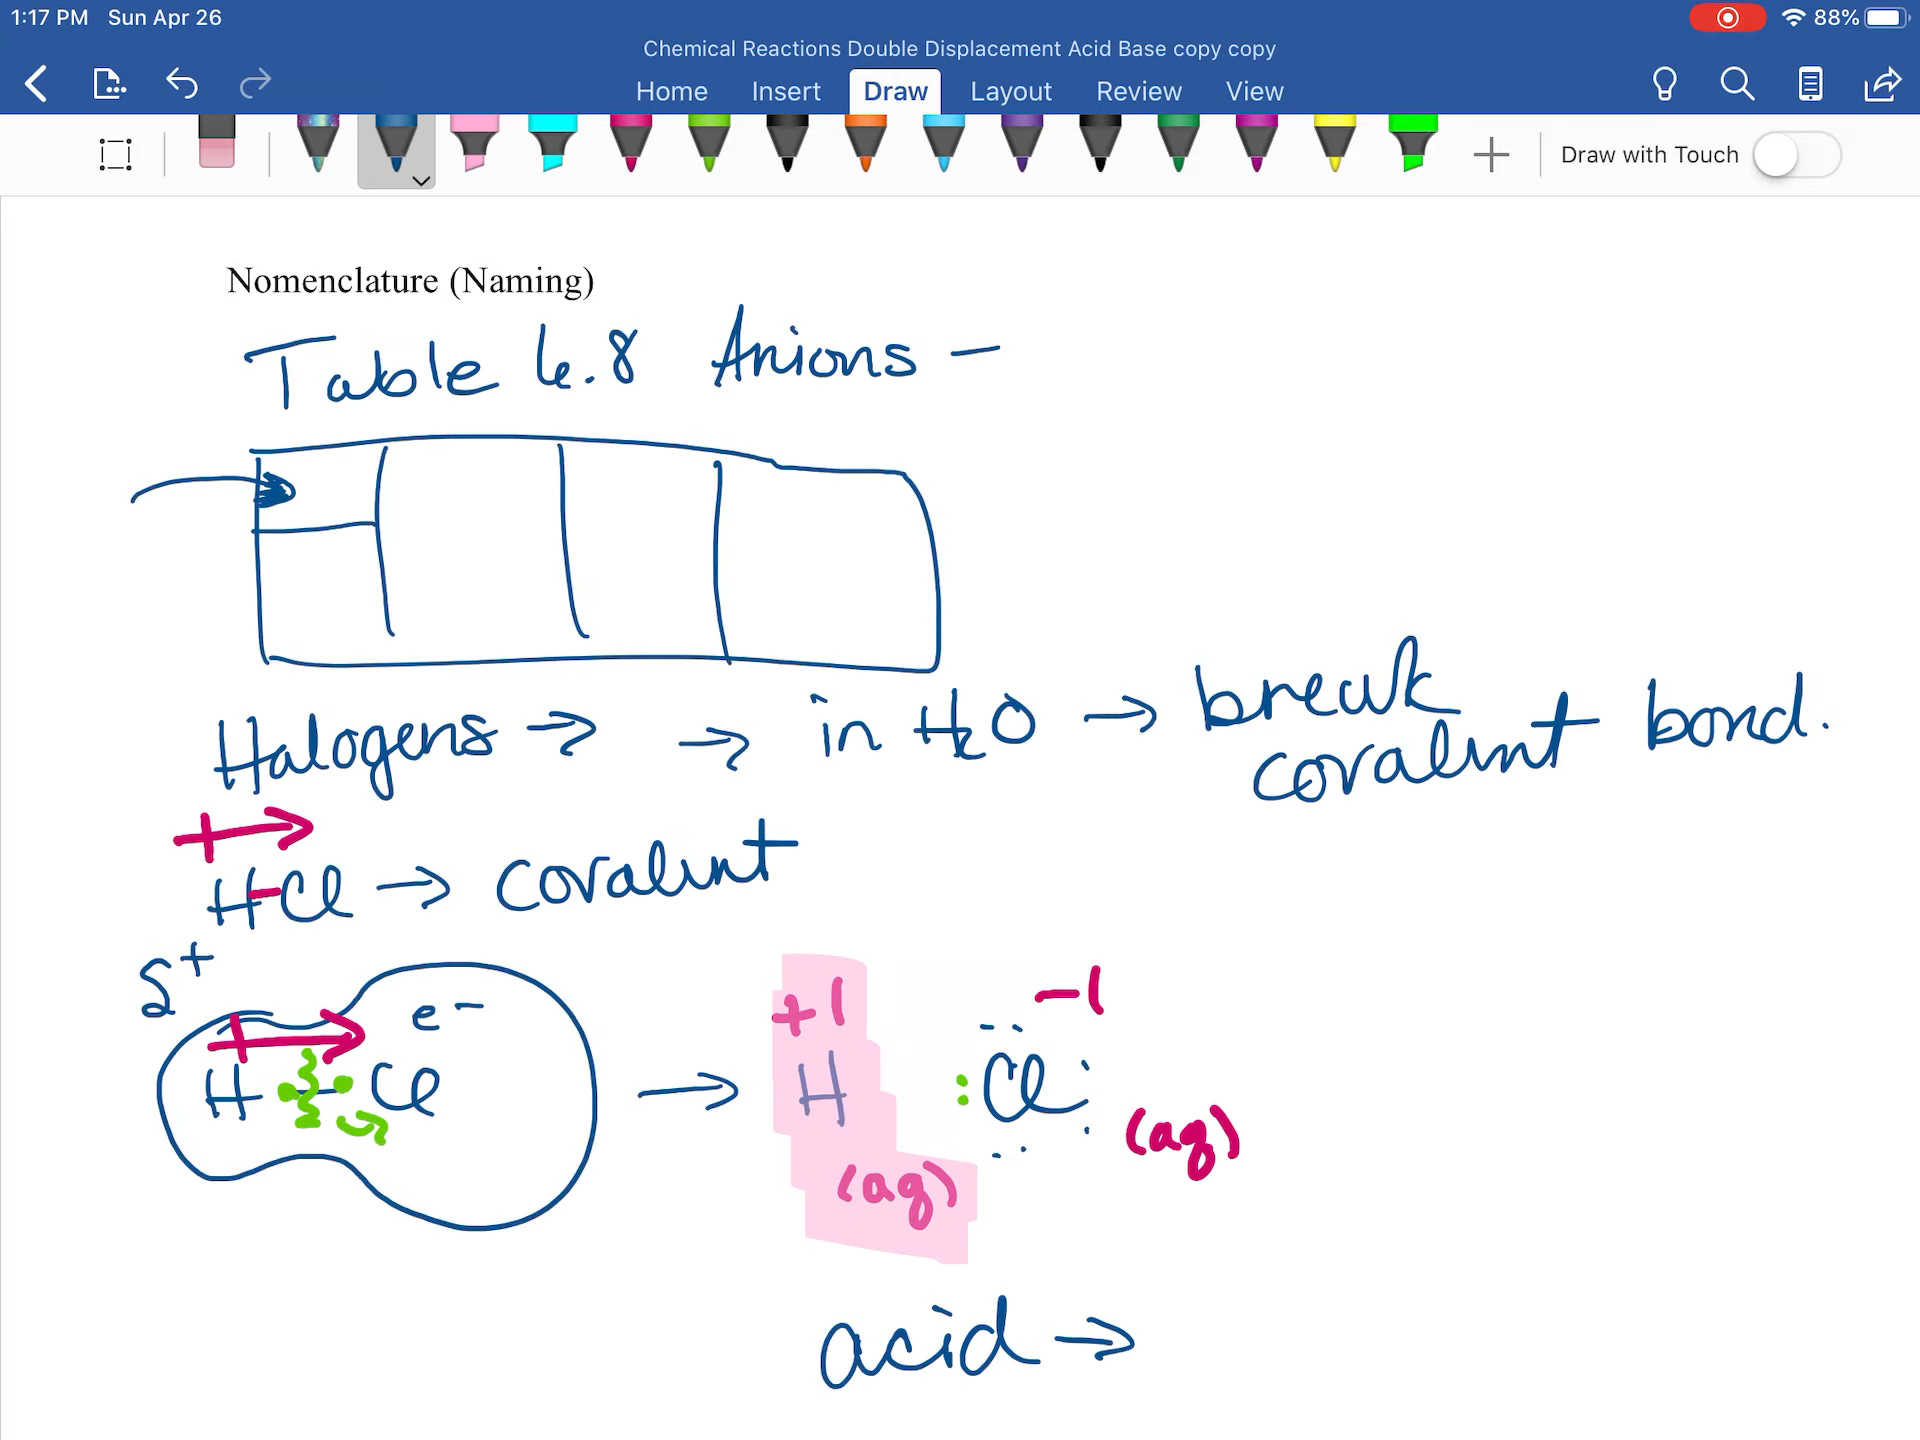 1:17 PM Sun Apr 26 88%
Chemical Reactions Double Displacement Acid Base copy copy
Home Insert Draw Layout Review View
Draw with Touch
Nomenclature (Naming)
Table 6.8 Anions –
Halogens → → in H₂O → break
covalent bond.
H-Cl → covalent
δ+
e⁻
+1 -1
H – Cl → H :Cl:
(aq)
(aq)
acid →